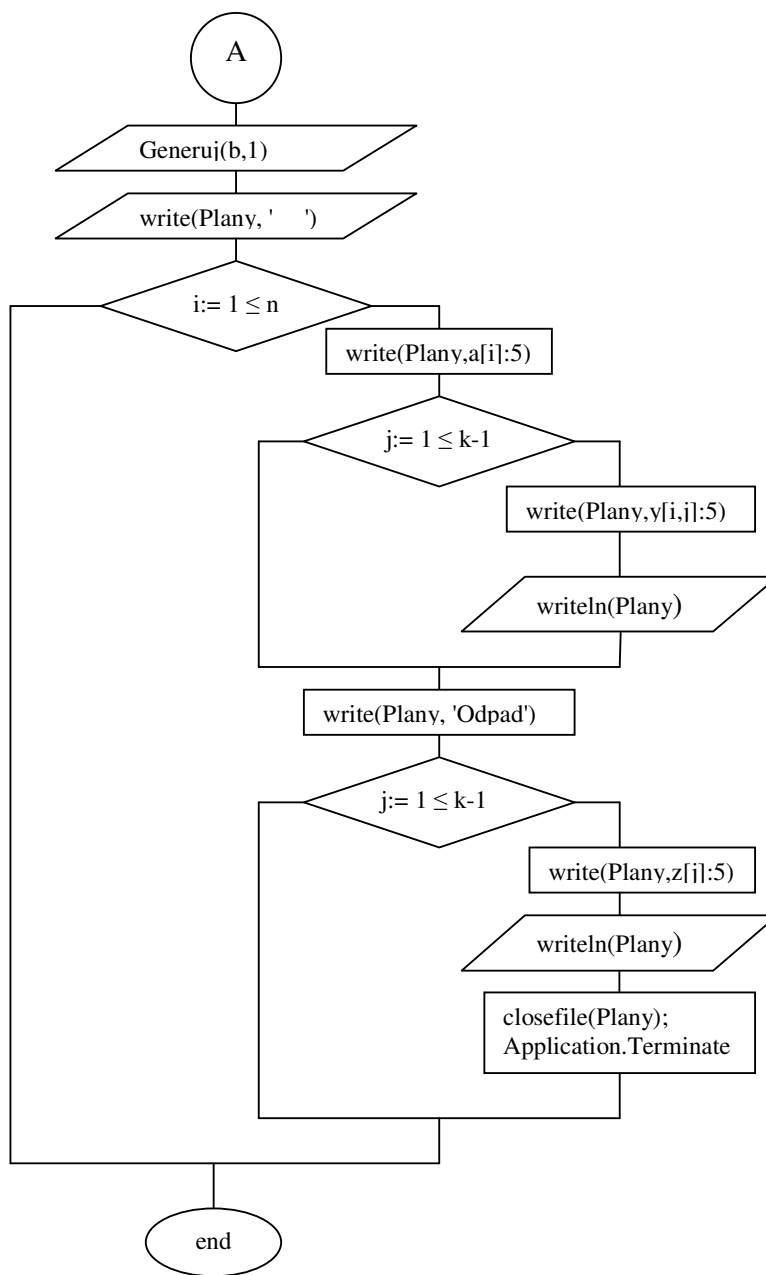 A
Generuj(b,1)
write(Plany, '    ')
i:= 1 ≤ n
write(Plany,a[i]:5)
j:= 1 ≤ k-1
write(Plany,y[i,j]:5)
writeln(Plany)
write(Plany, 'Odpad')
j:= 1 ≤ k-1
write(Plany,z[j]:5)
writeln(Plany)
closefile(Plany);
Application.Terminate
end